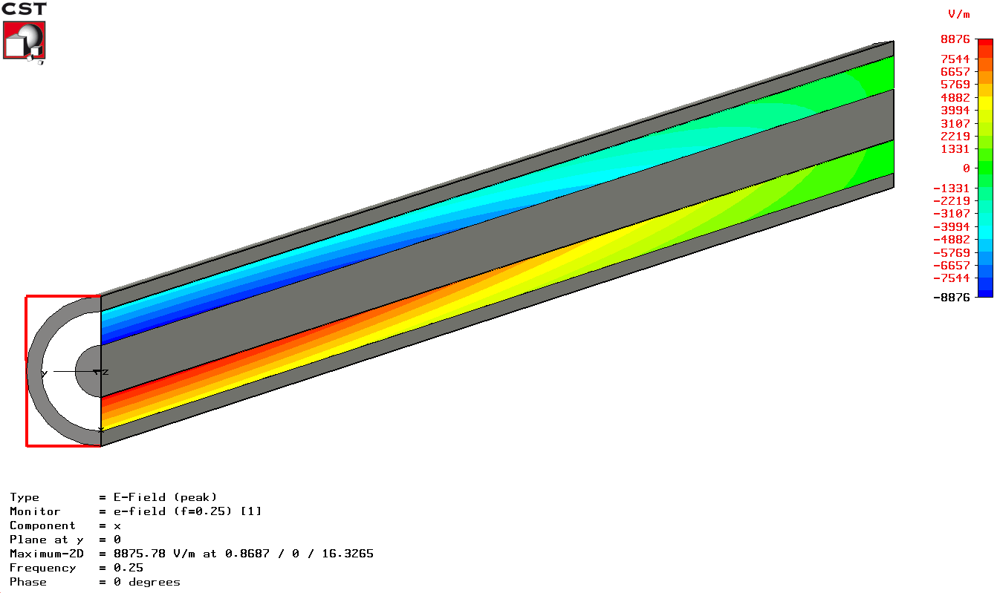 CST
V/m
8876
7544
6657
5769
4882
3994
3107
2219
1331
0
-1331
-2219
-3107
-3994
-4882
-5769
-6657
-7544
-8876
y
z
x
Type = E-Field (peak)
Monitor = e-field (f=0.25) [1]
Component = x
Plane at y = 0
Maximum-2D = 8875.78 V/m at 0.8687 / 0 / 16.3265
Frequency = 0.25
Phase = 0 degrees